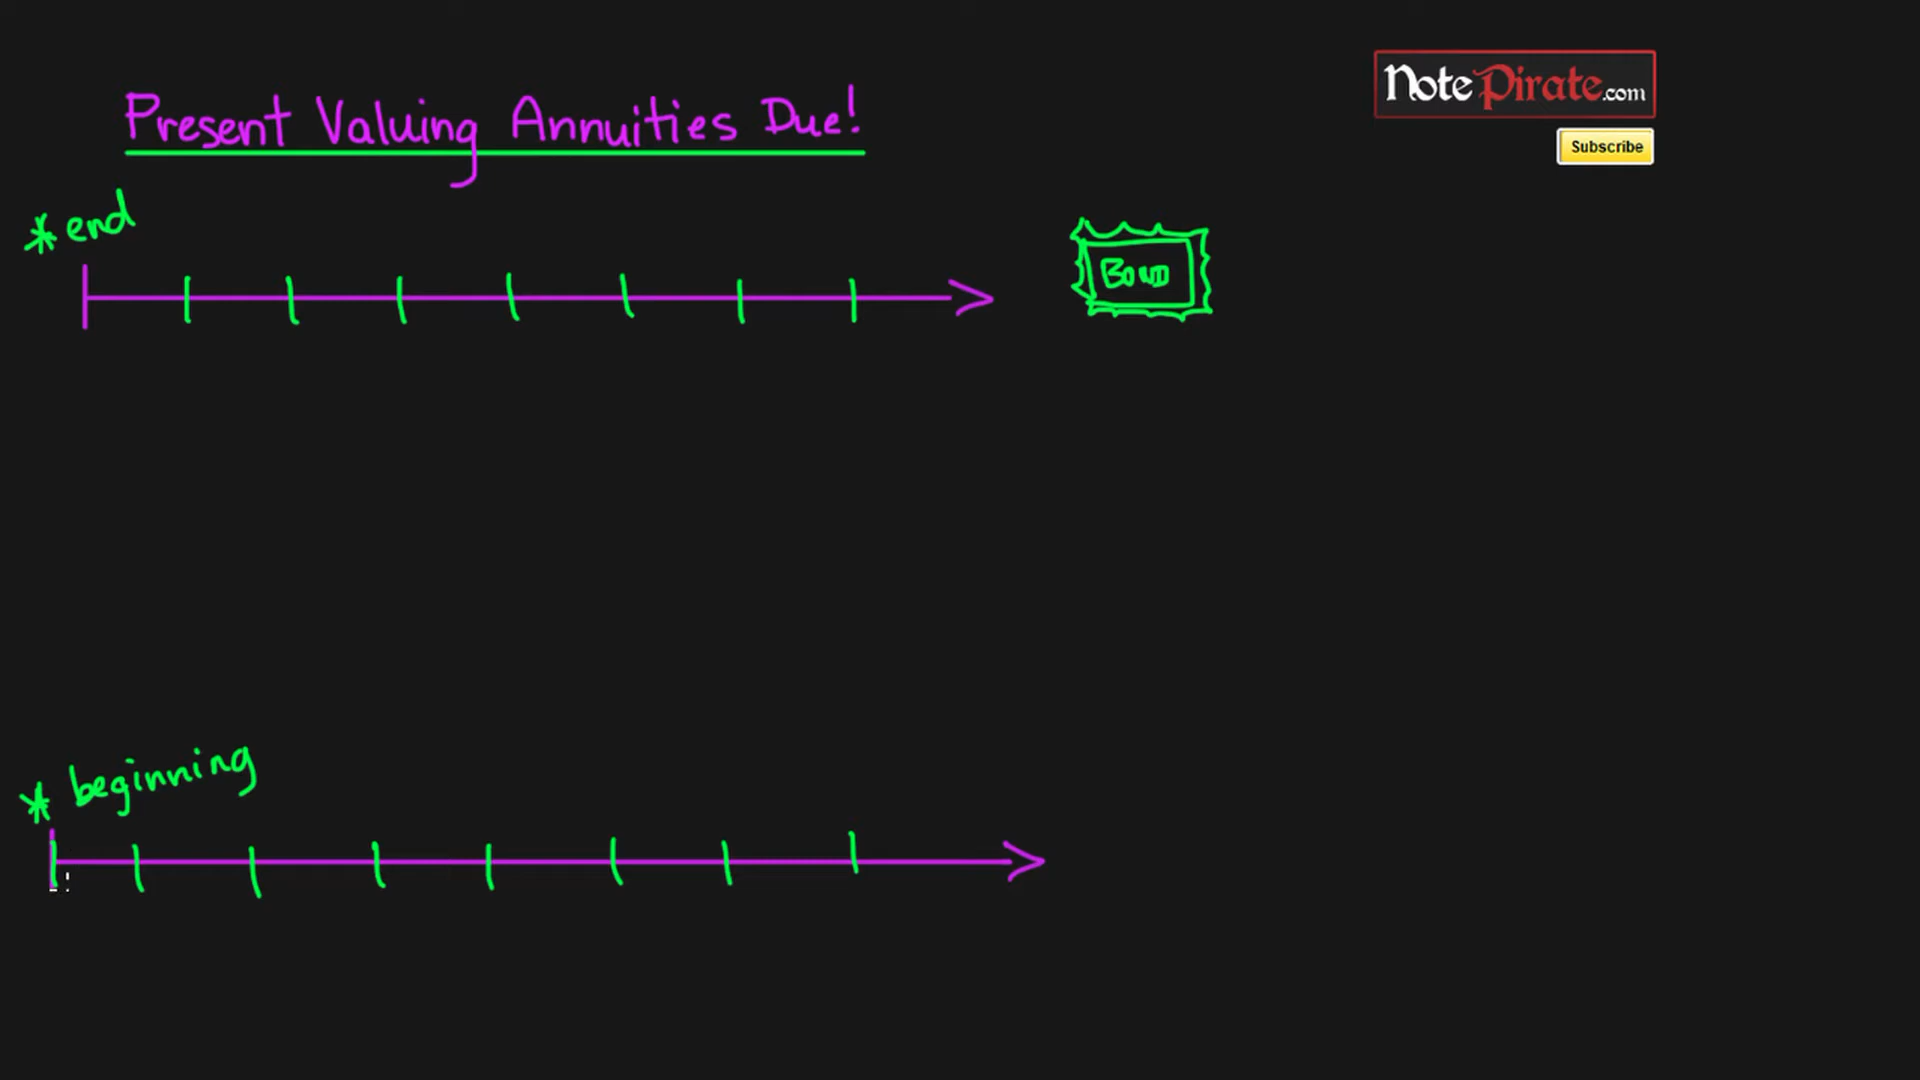 Present Valuing Annuities Due!
NotePirate.com
Subscribe
* end
BOND
* beginning